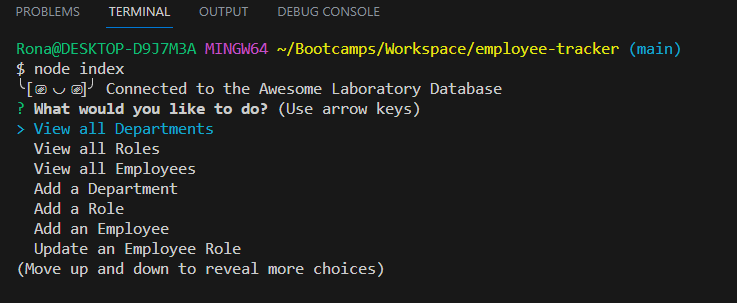 PROBLEMS TERMINAL OUTPUT DEBUG CONSOLE
Rona@DESKTOP-D9J7M3A MINGW64 ~/Bootcamps/Workspace/employee-tracker (main)
$ node index
╰[⎚ ◡ ⎚]╯ Connected to the Awesome Laboratory Database
? What would you like to do? (Use arrow keys)
> View all Departments
View all Roles
View all Employees
Add a Department
Add a Role
Add an Employee
Update an Employee Role
(Move up and down to reveal more choices)